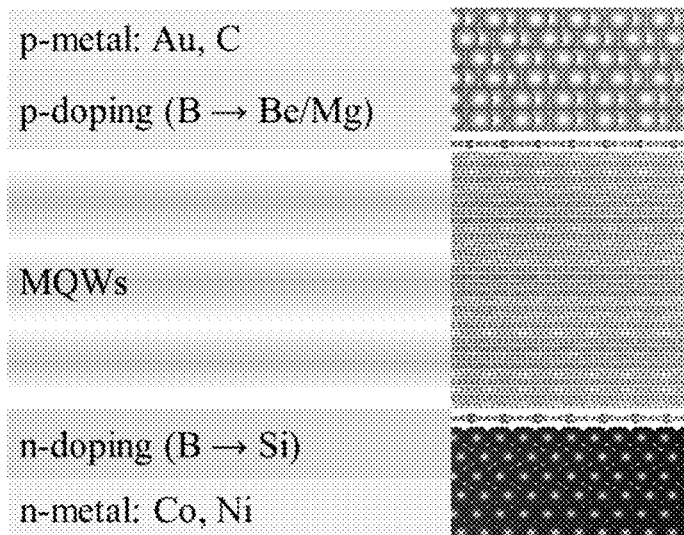 p-metal: Au, C
p-doping (B → Be/Mg)
MQWs
n-doping (B → Si)
n-metal: Co, Ni